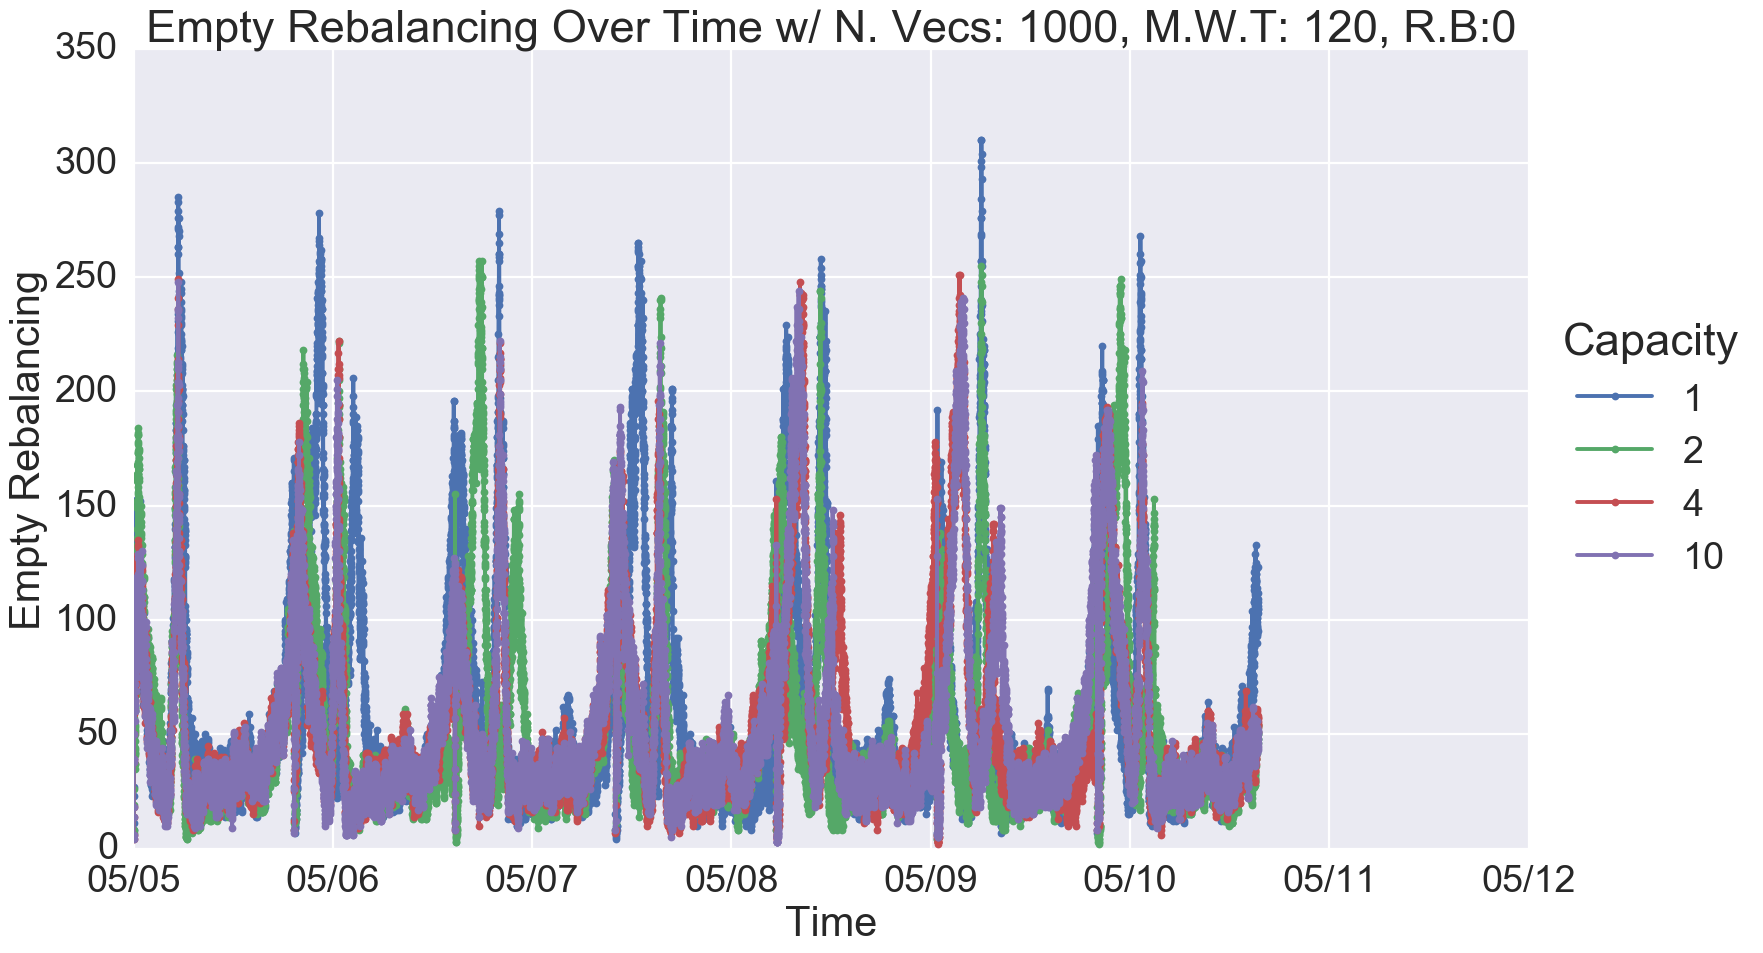 Empty Rebalancing Over Time w/ N. Vecs: 1000, M.W.T: 120, R.B:0
350
300
250
200
150
100
50
0
Empty Rebalancing
05/05 05/06 05/07 05/08 05/09 05/10 05/11 05/12
Time
Capacity
1
2
4
10